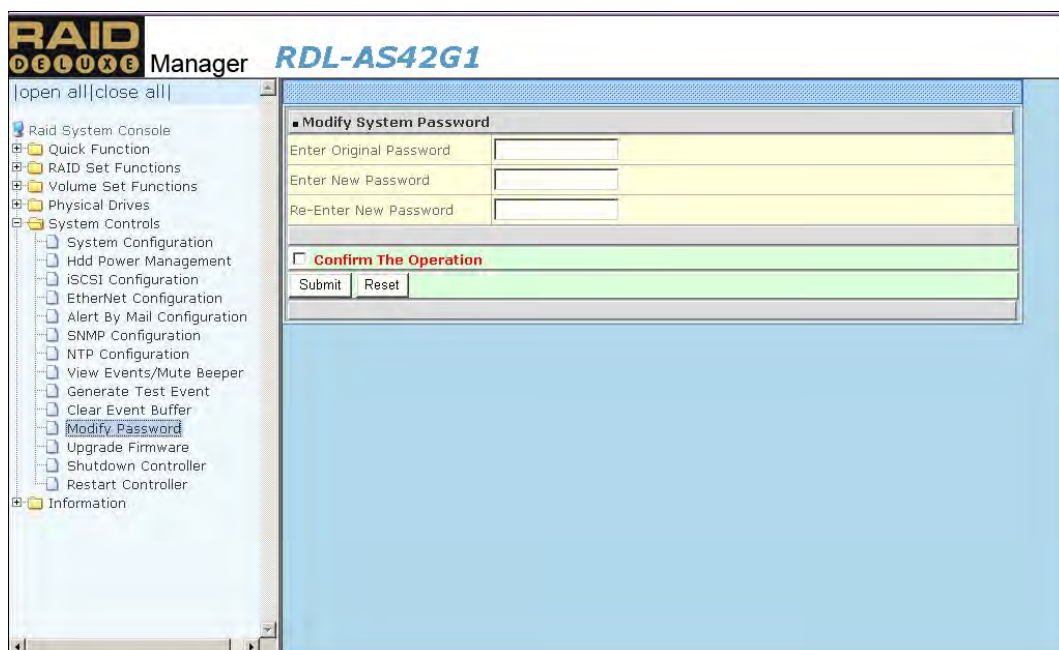 RAID
DELUXE Manager
RDL-AS42G1
|open all|close all|
Raid System Console
Quick Function
RAID Set Functions
Volume Set Functions
Physical Drives
System Controls
System Configuration
Hdd Power Management
iSCSI Configuration
EtherNet Configuration
Alert By Mail Configuration
SNMP Configuration
NTP Configuration
View Events/Mute Beeper
Generate Test Event
Clear Event Buffer
Modify Password
Upgrade Firmware
Shutdown Controller
Restart Controller
Information
Modify System Password
Enter Original Password
Enter New Password
Re-Enter New Password
Confirm The Operation
Submit Reset